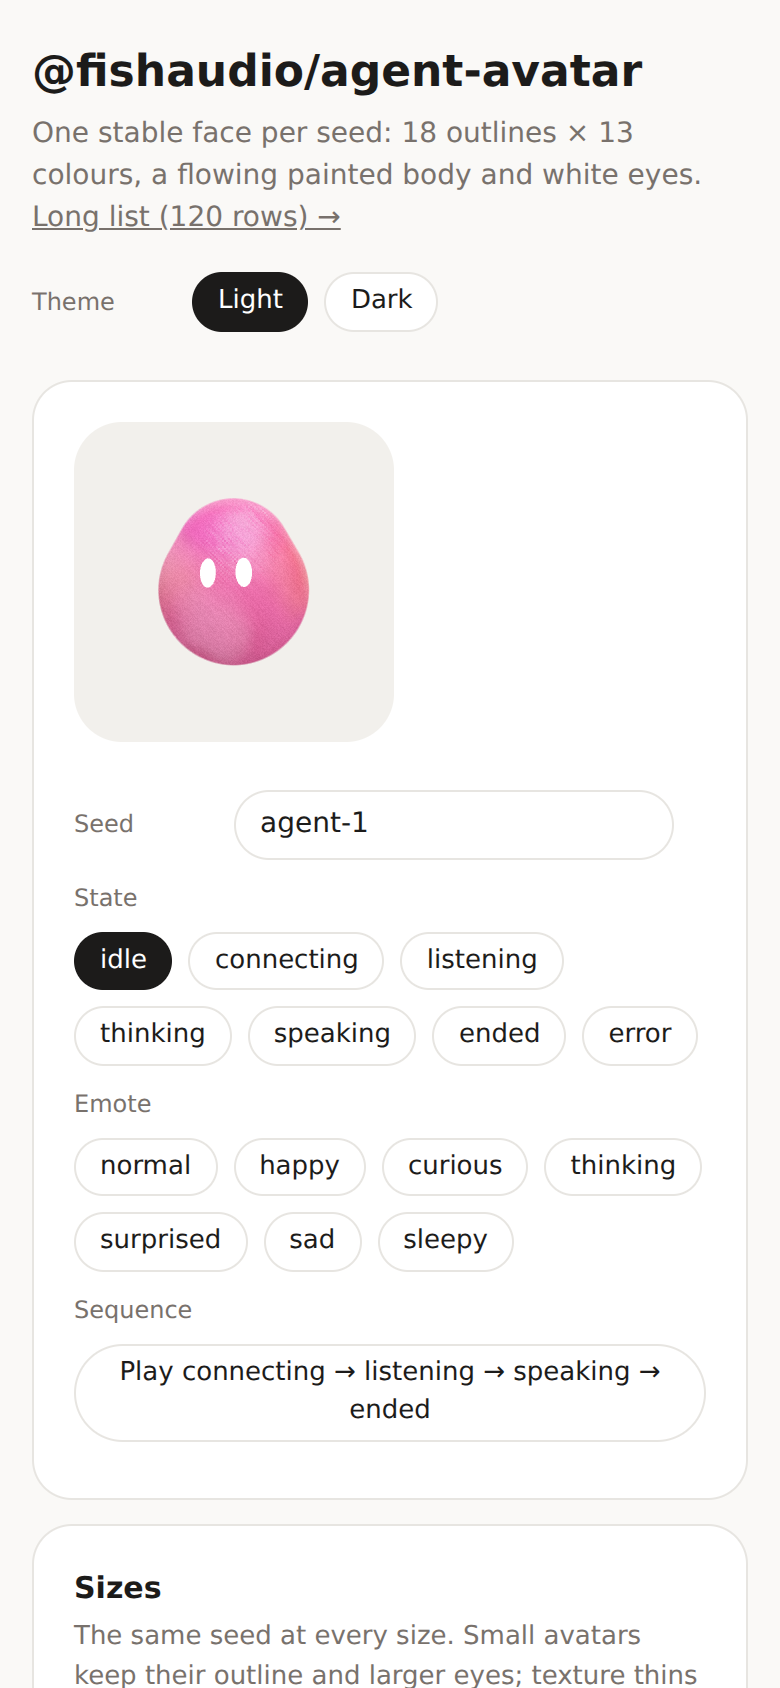 @fishaudio/agent-avatar
One stable face per seed: 18 outlines × 13
colours, a flowing painted body and white eyes.
Long list (120 rows) →
Theme Light Dark
Seed agent-1
State
idle connecting listening
thinking speaking ended error
Emote
normal happy curious thinking
surprised sad sleepy
Sequence
Play connecting → listening → speaking →
ended
Sizes
The same seed at every size. Small avatars
keep their outline and larger eyes; texture thins